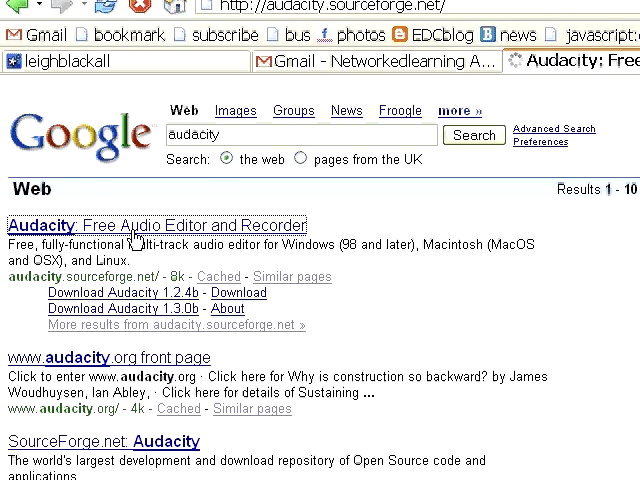 http://audacity.sourceforge.net/
Gmail bookmark subscribe bus photos EDCblog news javascript:
leighblackall Gmail - Networkedlearning A... Audacity: Free
Web Images Groups News Froogle more »
Google
audacity Search Advanced Search
Preferences
Search: the web pages from the UK
Web Results 1 - 10
Audacity: Free Audio Editor and Recorder
Free, fully-functional multi-track audio editor for Windows (98 and later), Macintosh (MacOS
and OSX), and Linux.
audacity.sourceforge.net/ - 8k - Cached - Similar pages
Download Audacity 1.2.4b - Download
Download Audacity 1.3.0b - About
More results from audacity.sourceforge.net »
www.audacity.org front page
Click to enter www.audacity.org · Click here for Why is construction so backward? by James
Woudhuysen, Ian Abley, · Click here for details of Sustaining ...
www.audacity.org/ - 4k - Cached - Similar pages
SourceForge.net: Audacity
The world's largest development and download repository of Open Source code and
applications